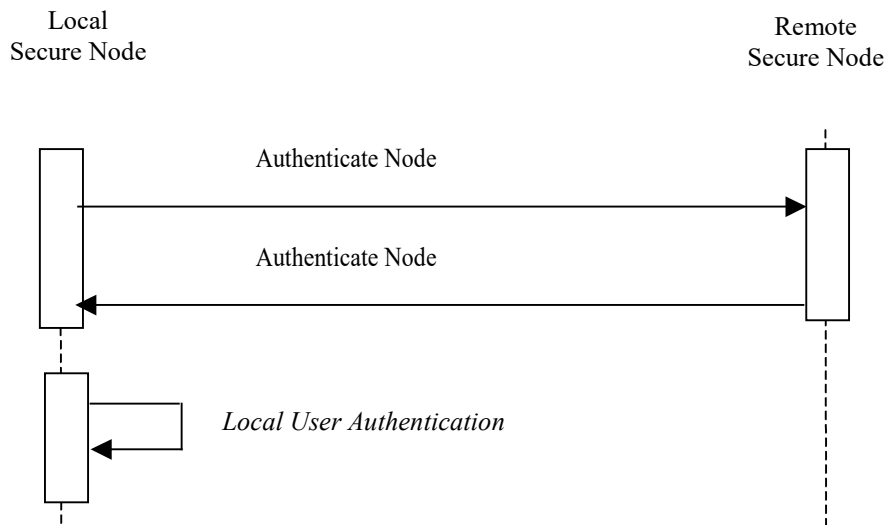 Local
Secure Node
Remote
Secure Node
Authenticate Node
Authenticate Node
Local User Authentication